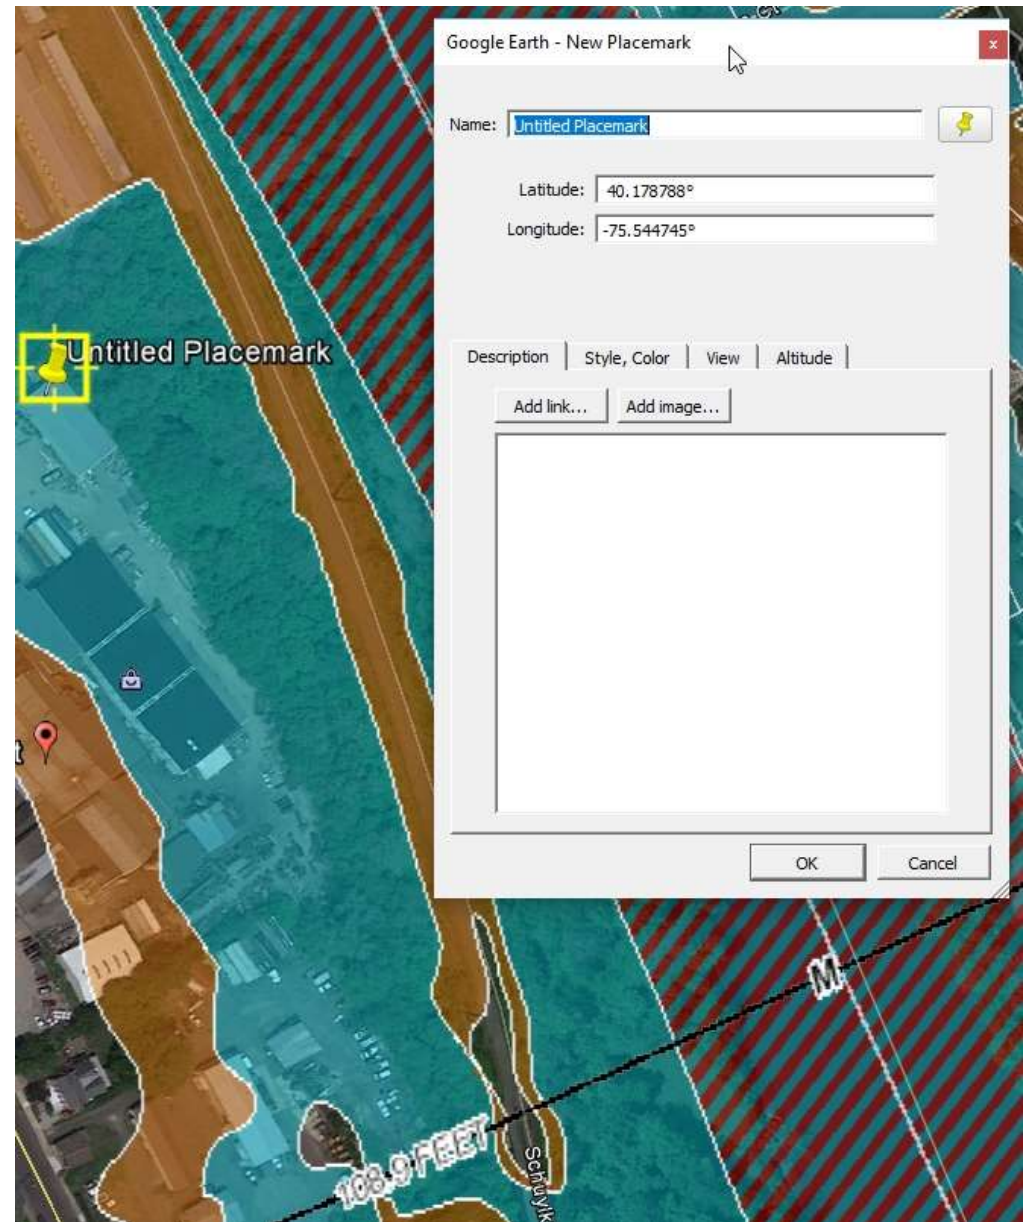 Google Earth - New Placemark
x
Name: Untitled Placemark
Latitude: 40.178788°
Longitude: -75.544745°
Untitled Placemark
Description
Style, Color
View
Altitude
Add link...
Add image...
OK
Cancel
M
108.9 FEET
Schuylk